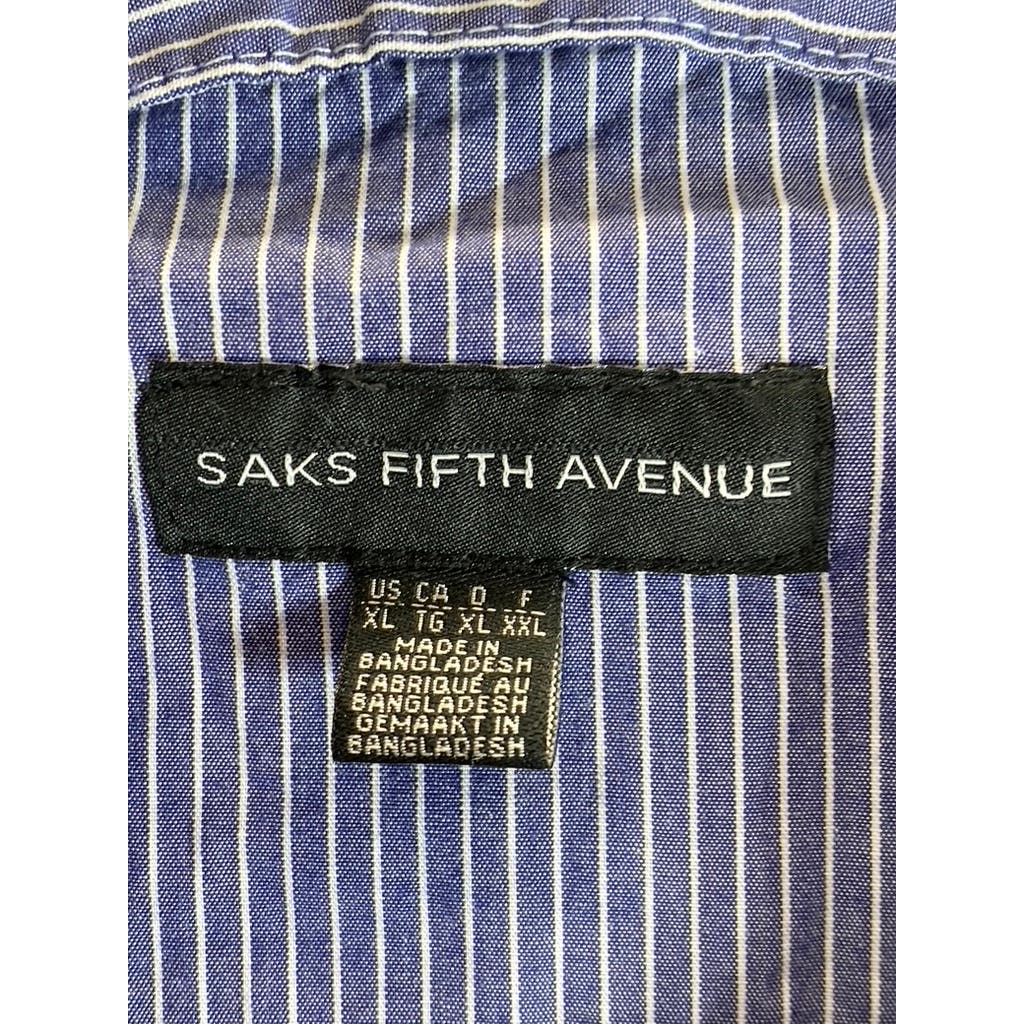 SAKS FIFTH AVENUE
US CA D F
XL TG XL XXL
MADE IN
BANGLADESH
FABRIQUÉ AU
BANGLADESH
GEMAAKT IN
BANGLADESH